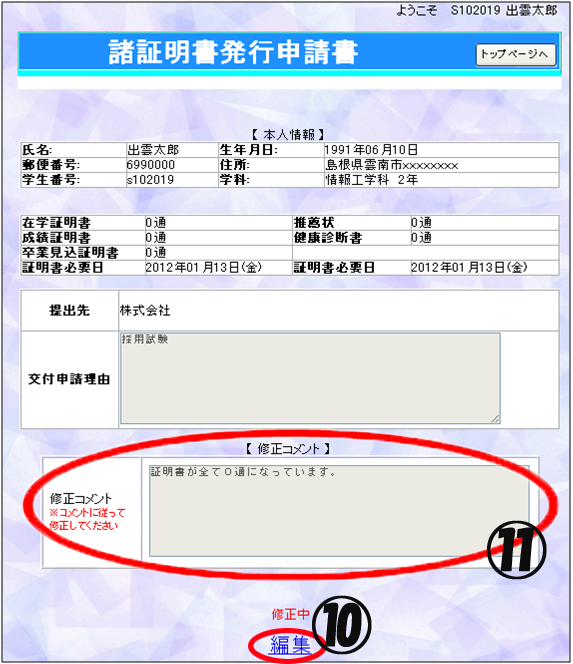 ようこそ S102019 出雲太郎
諸証明書発行申請書
トップページへ
【 本人情報 】
氏名: 出雲太郎 生年月日: 1991年06月10日
郵便番号: 6990000 住所: 島根県雲南市xxxxxxxx
学生番号: s102019 学科: 情報工学科 2年
在学証明書 0通 推薦状 0通
成績証明書 0通 健康診断書 0通
卒業見込証明書 0通
証明書必要日 2012年01月13日(金) 証明書必要日 2012年01月13日(金)
提出先 株式会社
交付申請理由 採用試験
【 修正コメント 】
修正コメント
※コメントに従って
修正してください
証明書が全て０通になっています。
⑪
修正中
⑩
編集